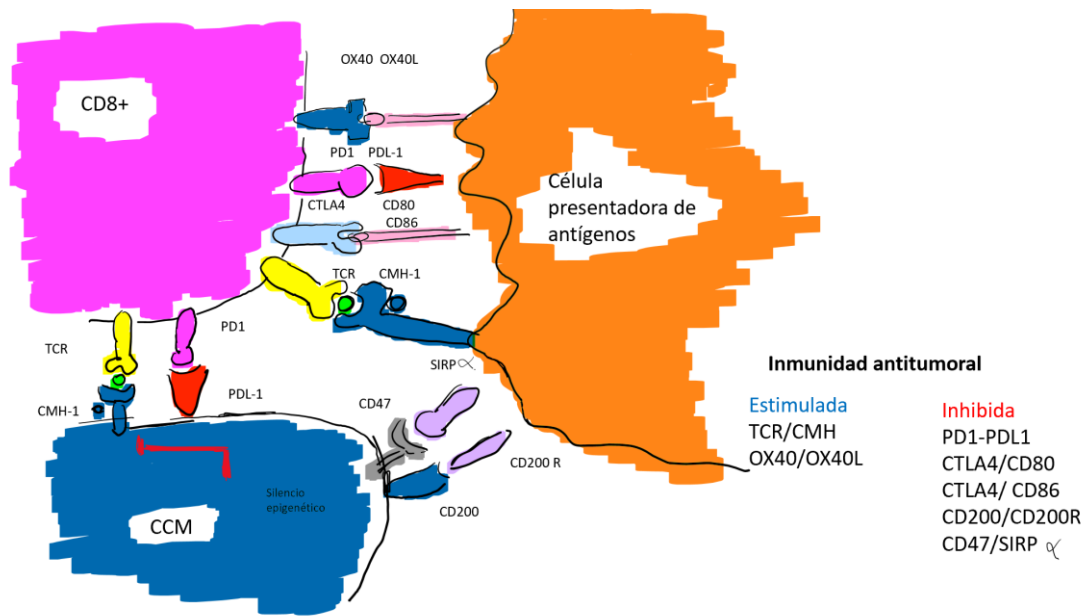 OX40 OX40L
CD8+
PD1 PDL-1
CTLA4 CD80
CD86
Célula
presentadora de
antígenos
TCR CMH-1
PD1
TCR
SIRP α
CMH-1
PDL-1
CD47
CD200 R
CD200
Silencio
epigenético
CCM
Inmunidad antitumoral
Estimulada
TCR/CMH
OX40/OX40L
Inhibida
PD1-PDL1
CTLA4/CD80
CTLA4/ CD86
CD200/CD200R
CD47/SIRP α